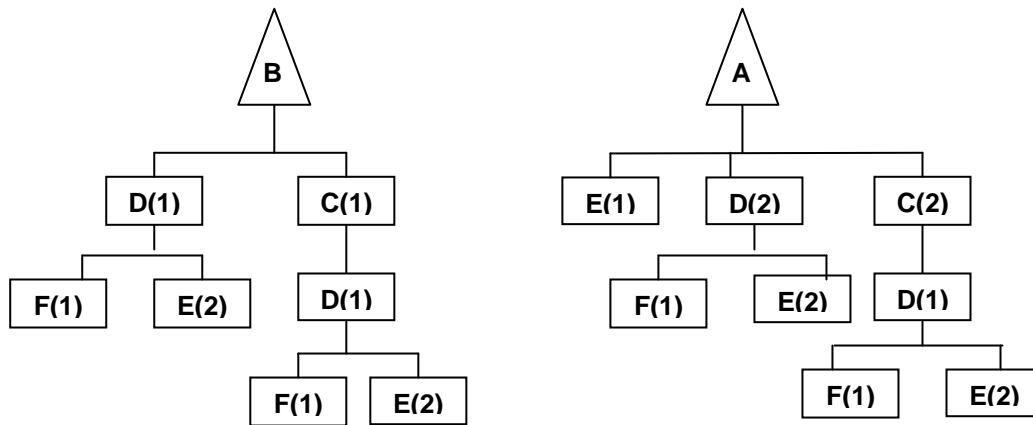 B
A
D(1)
C(1)
E(1)
D(2)
C(2)
F(1)
E(2)
D(1)
F(1)
E(2)
D(1)
F(1)
E(2)
F(1)
E(2)